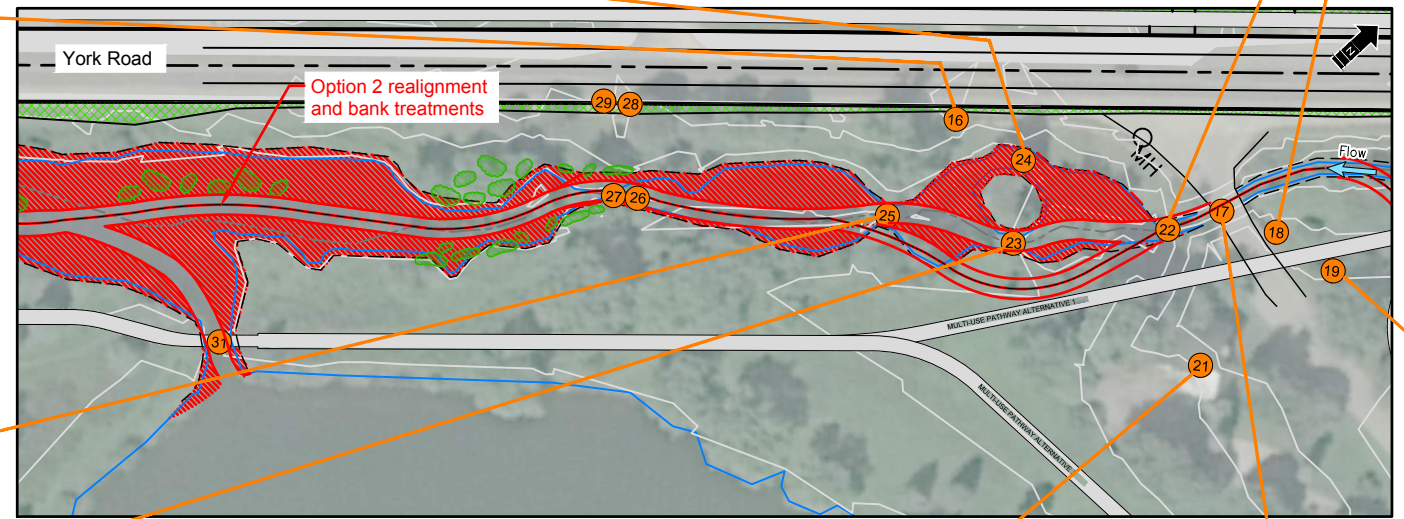 York Road
Option 2 realignment
and bank treatments
29
28
16
24
Flow
27
26
25
17
22
18
23
19
MULTI-USE PATHWAY ALTERNATIVE 1
31
21
MULTI-USE PATHWAY ALTERNATIVE
N